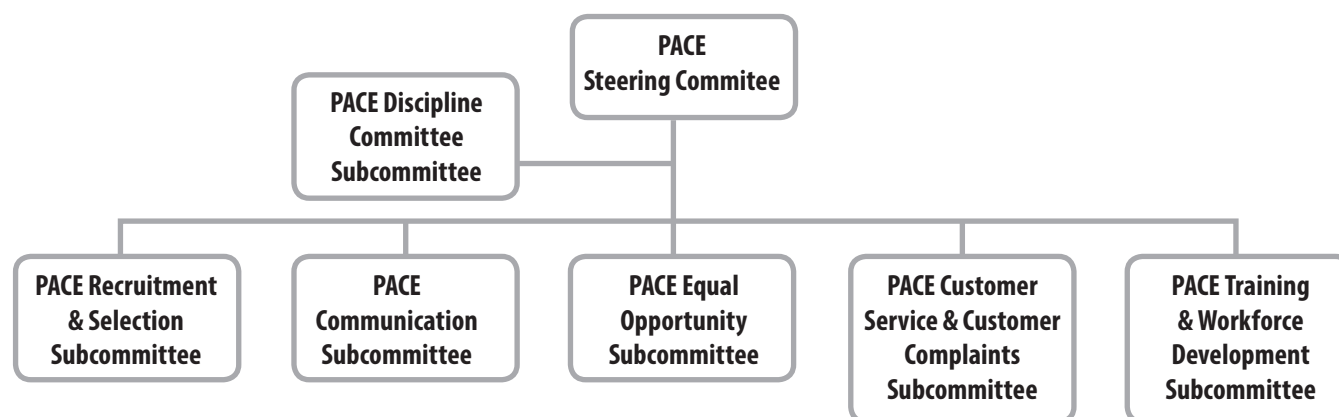 PACE
Steering Commitee
PACE Discipline
Committee
Subcommittee
PACE Recruitment
& Selection
Subcommittee
PACE
Communication
Subcommittee
PACE Equal
Opportunity
Subcommittee
PACE Customer
Service & Customer
Complaints
Subcommittee
PACE Training
& Workforce
Development
Subcommittee